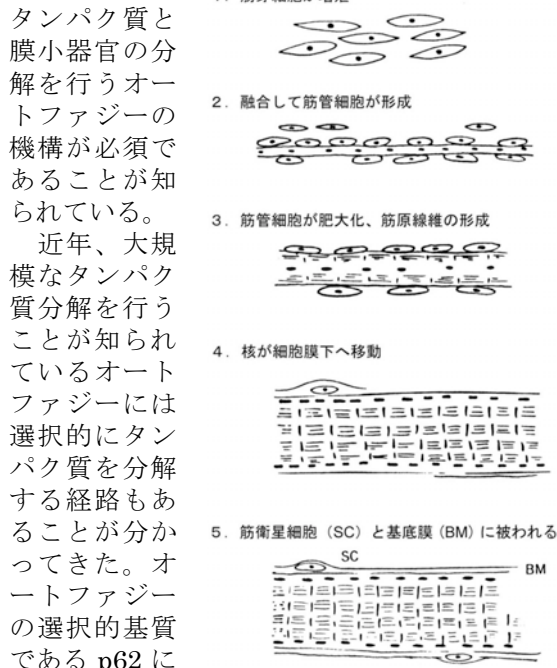 タンパク質と
膜小器官の分
解を行うオー
トファジーの
機構が必須で
あることが知
られている。
近年、大規
模なタンパク
質分解を行う
ことが知られ
ているオート
ファジーには
選択的にタン
パク質を分解
する経路もあ
ることが分か
ってきた。オ
ートファジー
の選択的基質
である p62 に
2．融合して筋管細胞が形成
3．筋管細胞が肥大化、筋原線維の形成
4．核が細胞膜下へ移動
5．筋衛星細胞（SC）と基底膜（BM）に被われる
SC
BM